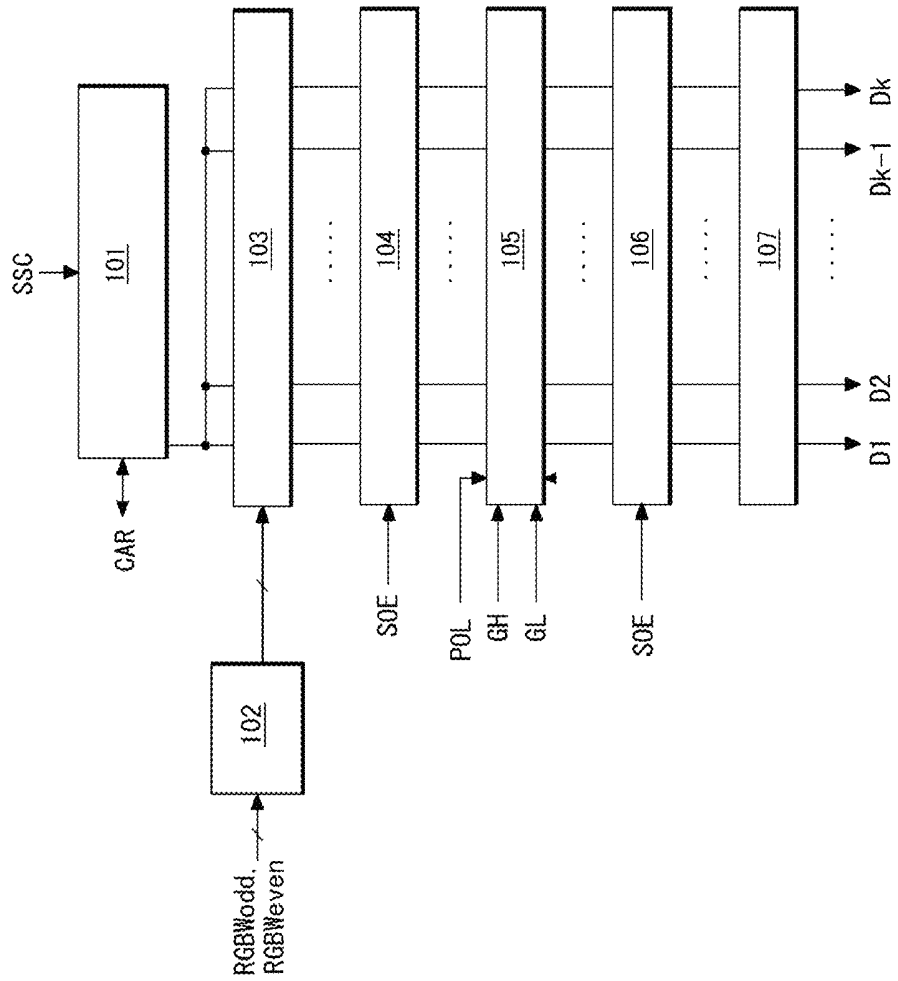 SSC
101
CAR
RGBWodd.
RGBWeven
102
103
SOE
104
POL
GH
GL
105
SOE
106
107
D1
D2
Dk-1
Dk